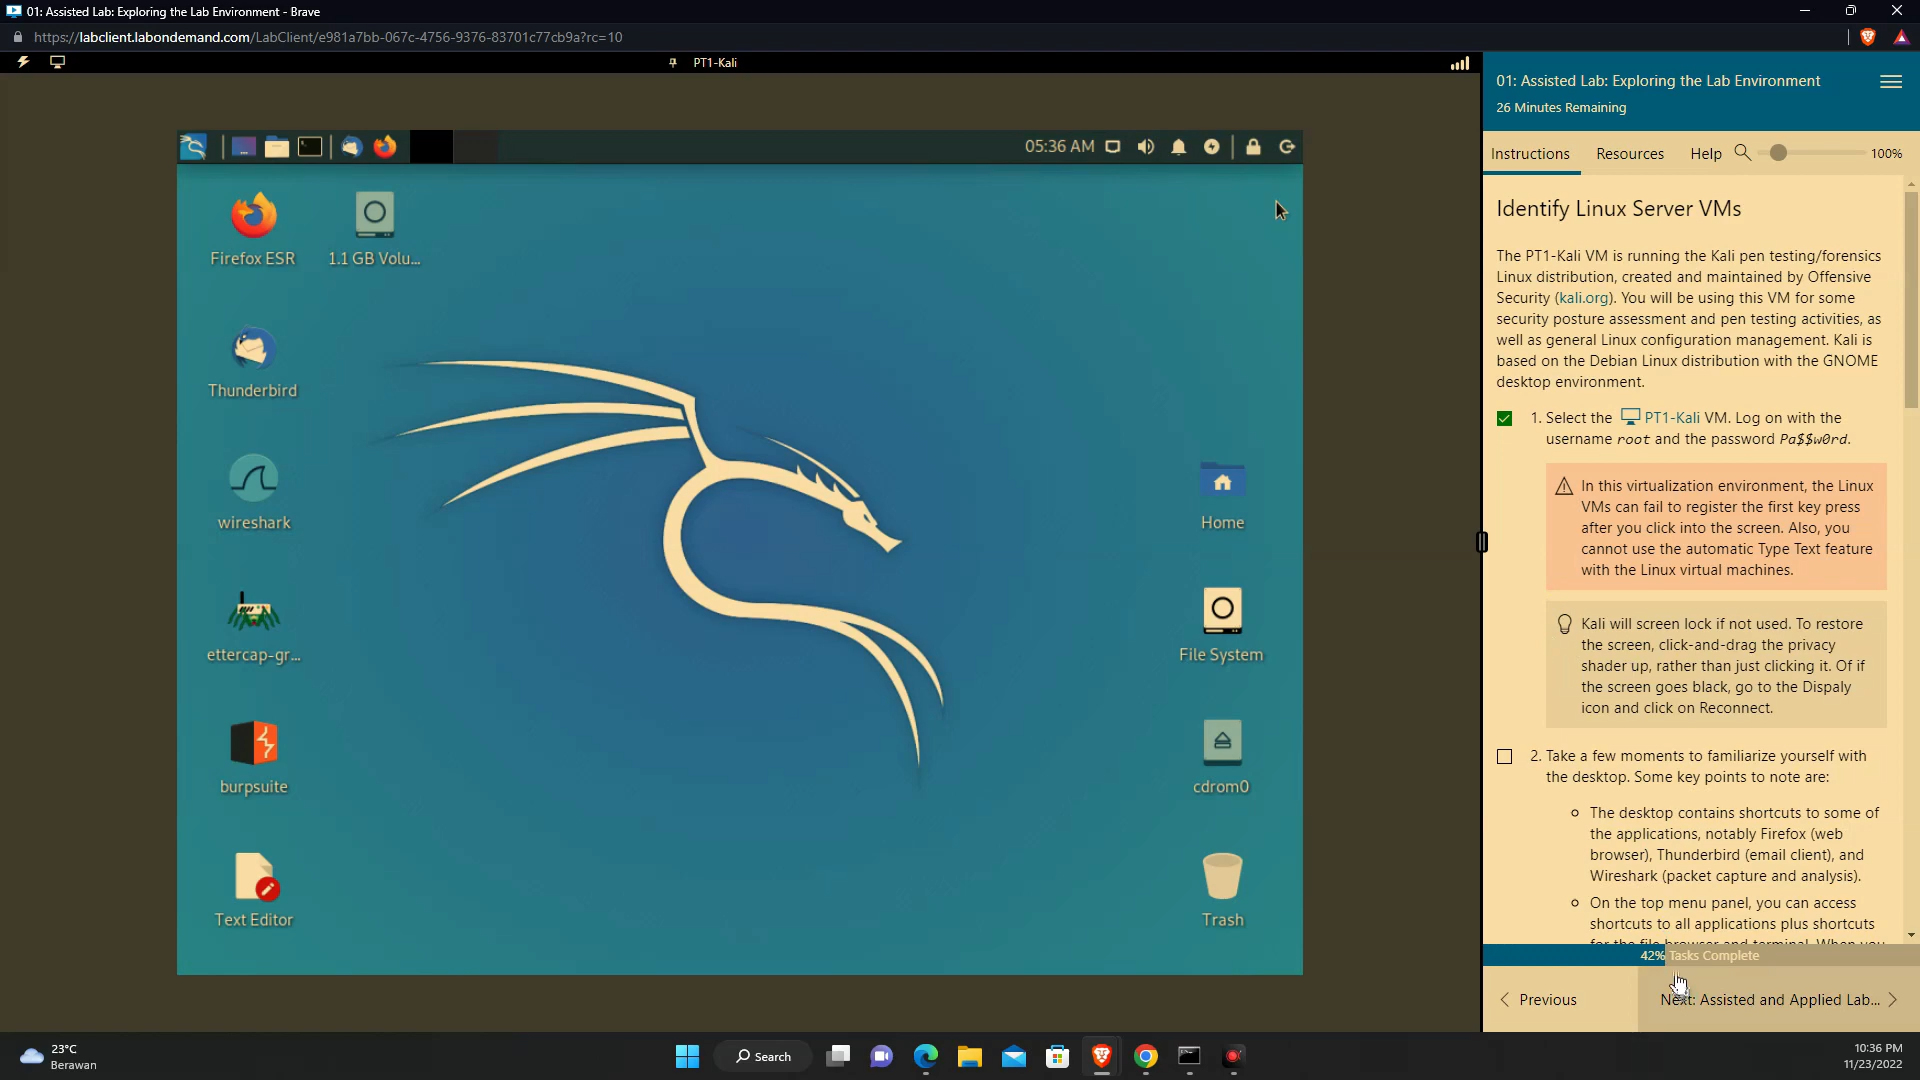 01: Assisted Lab: Exploring the Lab Environment - Brave
https://labclient.labondemand.com/LabClient/e981a7bb-067c-4756-9376-83701c77cb9a?rc=10
PT1-Kali
05:36 AM
Firefox ESR
1.1 GB Volu...
Thunderbird
wireshark
ettercap-gr...
burpsuite
Text Editor
Home
File System
cdrom0
Trash
01: Assisted Lab: Exploring the Lab Environment
26 Minutes Remaining
Instructions
Resources
Help
100%
Identify Linux Server VMs
The PT1-Kali VM is running the Kali pen testing/forensics
Linux distribution, created and maintained by Offensive
Security (kali.org). You will be using this VM for some
security posture assessment and pen testing activities, as
well as general Linux configuration management. Kali is
based on the Debian Linux distribution with the GNOME
desktop environment.
1. Select the PT1-Kali VM. Log on with the
username root and the password Pa$$w0rd.
In this virtualization environment, the Linux
VMs can fail to register the first key press
after you click into the screen. Also, you
cannot use the automatic Type Text feature
with the Linux virtual machines.
Kali will screen lock if not used. To restore
the screen, click-and-drag the privacy
shader up, rather than just clicking it. Of if
the screen goes black, go to the Dispaly
icon and click on Reconnect.
2. Take a few moments to familiarize yourself with
the desktop. Some key points to note are:
The desktop contains shortcuts to some of
the applications, notably Firefox (web
browser), Thunderbird (email client), and
Wireshark (packet capture and analysis).
On the top menu panel, you can access
shortcuts to all applications plus shortcuts
for the file browser and terminal. When you
42% Tasks Complete
Previous
Next: Assisted and Applied Lab...
23°C
Berawan
Search
10:36 PM
11/23/2022